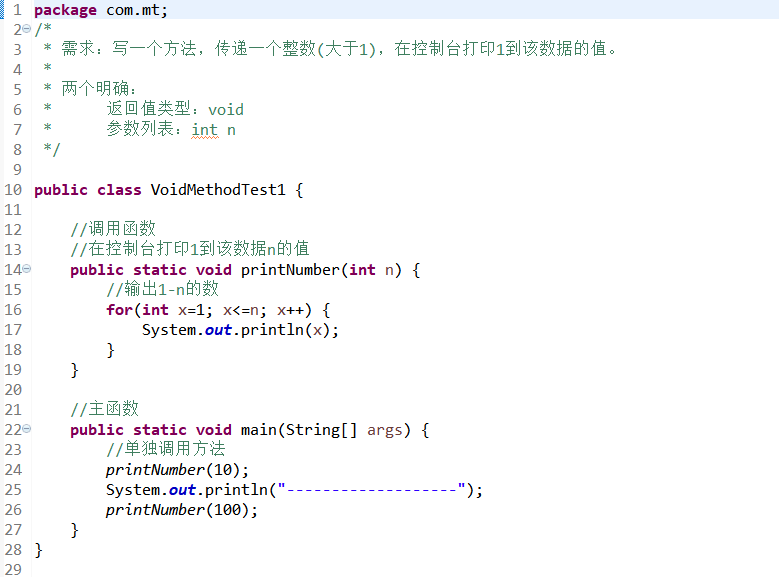 1 package com.mt;
2 /*
3  * 需求：写一个方法，传递一个整数(大于1)，在控制台打印1到该数据的值。
4  *
5  * 两个明确：
6  *      返回值类型：void
7  *      参数列表：int n
8  */
9
10 public class VoidMethodTest1 {
11
12     //调用函数
13     //在控制台打印1到该数据n的值
14     public static void printNumber(int n) {
15         //输出1-n的数
16         for(int x=1; x<=n; x++) {
17             System.out.println(x);
18         }
19     }
20
21     //主函数
22     public static void main(String[] args) {
23         //单独调用方法
24         printNumber(10);
25         System.out.println("-------------------");
26         printNumber(100);
27     }
28 }
29